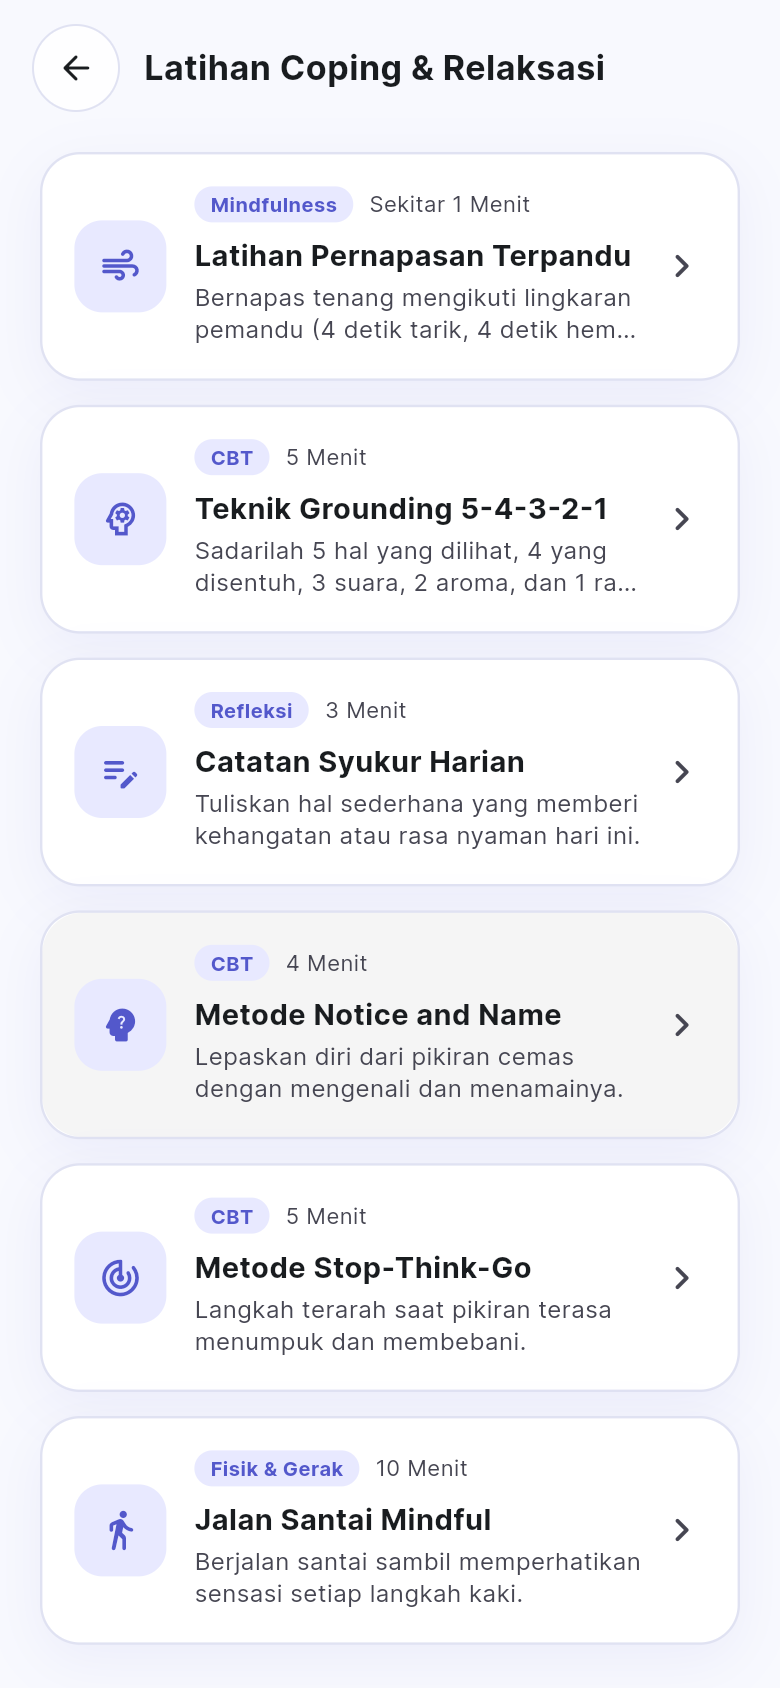 Latihan Coping & Relaksasi
Mindfulness Sekitar 1 Menit
Latihan Pernapasan Terpandu
Bernapas tenang mengikuti lingkaran
pemandu (4 detik tarik, 4 detik hem...
CBT 5 Menit
Teknik Grounding 5-4-3-2-1
Sadarilah 5 hal yang dilihat, 4 yang
disentuh, 3 suara, 2 aroma, dan 1 ra...
Refleksi 3 Menit
Catatan Syukur Harian
Tuliskan hal sederhana yang memberi
kehangatan atau rasa nyaman hari ini.
CBT 4 Menit
Metode Notice and Name
Lepaskan diri dari pikiran cemas
dengan mengenali dan menamainya.
CBT 5 Menit
Metode Stop-Think-Go
Langkah terarah saat pikiran terasa
menumpuk dan membebani.
Fisik & Gerak 10 Menit
Jalan Santai Mindful
Berjalan santai sambil memperhatikan
sensasi setiap langkah kaki.